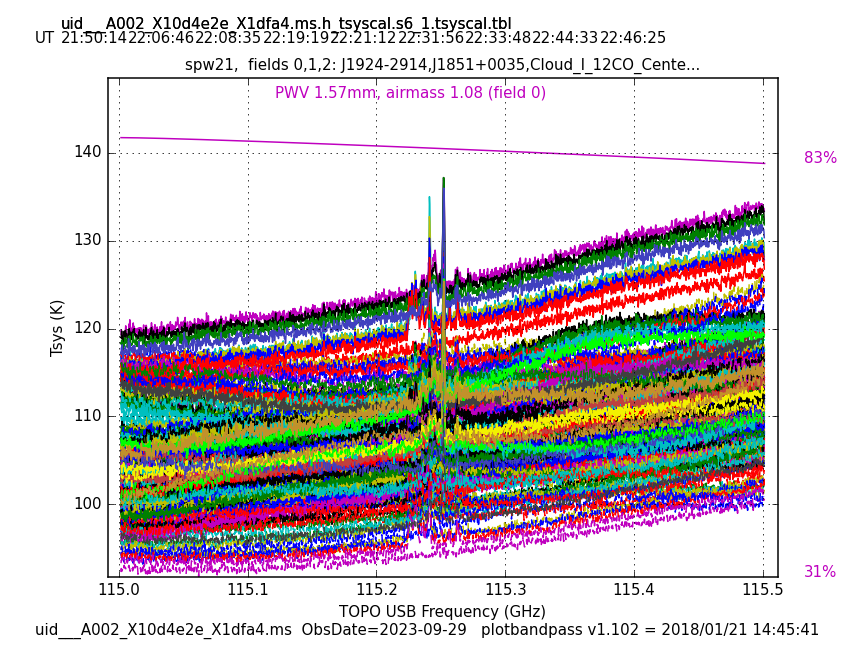 uid___A002_X10d4e2e_X1dfa4.ms.h_tsyscal.s6_1.tsyscal.tbl
UT 21:50:14 22:06:46 22:08:35 22:19:19 22:21:12 22:31:56 22:33:48 22:44:33 22:46:25
spw21, fields 0,1,2: J1924-2914,J1851+0035,Cloud_I_12CO_Cente...
PWV 1.57mm, airmass 1.08 (field 0)
140
83%
130
120
Tsys (K)
110
100
31%
115.0 115.1 115.2 115.3 115.4 115.5
TOPO USB Frequency (GHz)
uid___A002_X10d4e2e_X1dfa4.ms ObsDate=2023-09-29 plotbandpass v1.102 = 2018/01/21 14:45:41